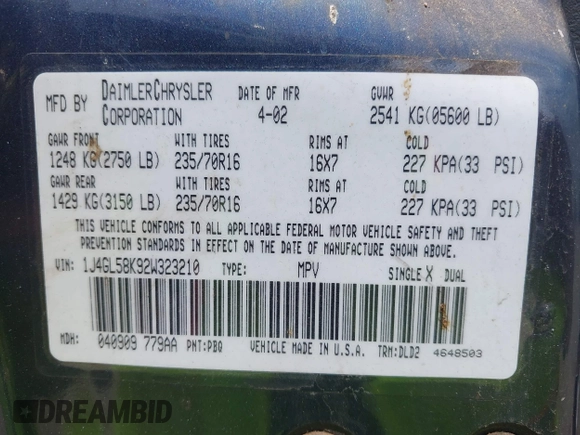 MFD BY DAIMLERCHRYSLER CORPORATION DATE OF MFR 4-02 GVWR 2541 KG(05600 LB)
GAWR FRONT WITH TIRES RIMS AT COLD
1248 KG(2750 LB) 235/70R16 16X7 227 KPA(33 PSI)
GAWR REAR WITH TIRES RIMS AT COLD
1429 KG(3150 LB) 235/70R16 16X7 227 KPA(33 PSI)
THIS VEHICLE CONFORMS TO ALL APPLICABLE FEDERAL MOTOR VEHICLE SAFETY AND THEFT
PREVENTION STANDARDS IN EFFECT ON THE DATE OF MANUFACTURE SHOWN ABOVE.
VIN: 1J4GL58K92W323210 TYPE: MPV SINGLE X DUAL
MDH: 040909 779AA PNT:PBQ VEHICLE MADE IN U.S.A. TRM:DLD2 4648503
DREAMBID